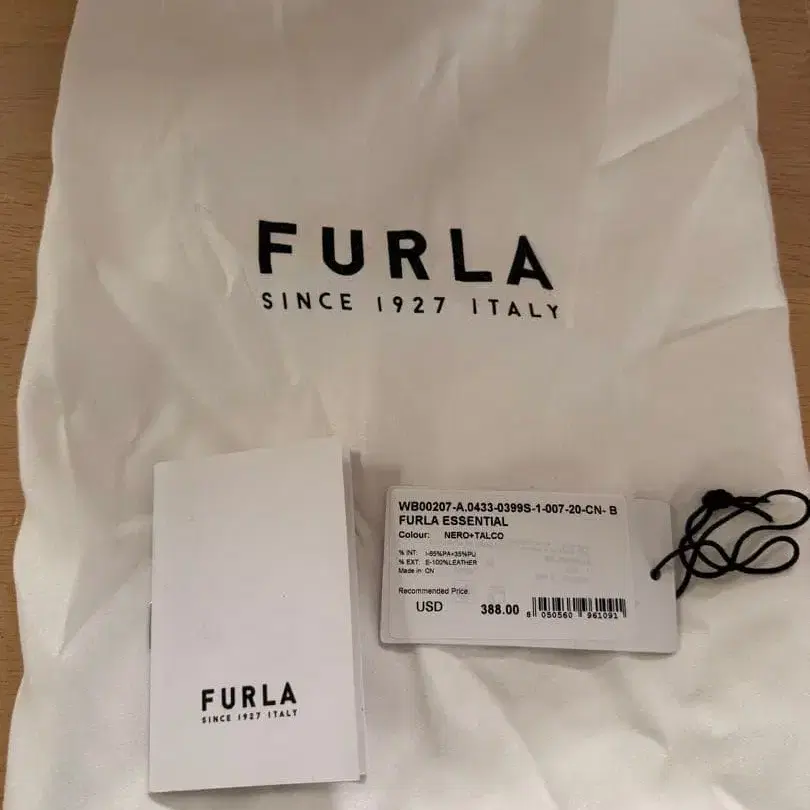 FURLA
SINCE 1927 ITALY
WB00207-A.0433-0399S-1-007-20-CN- B
FURLA ESSENTIAL
Colour: NERO+TALCO
% INT: I-65%PA+35%PU
% EXT: E-100%LEATHER
Made in: CN
Recommended Price:
USD 388.00
8 050560 961091
FURLA
SINCE 1927 ITALY